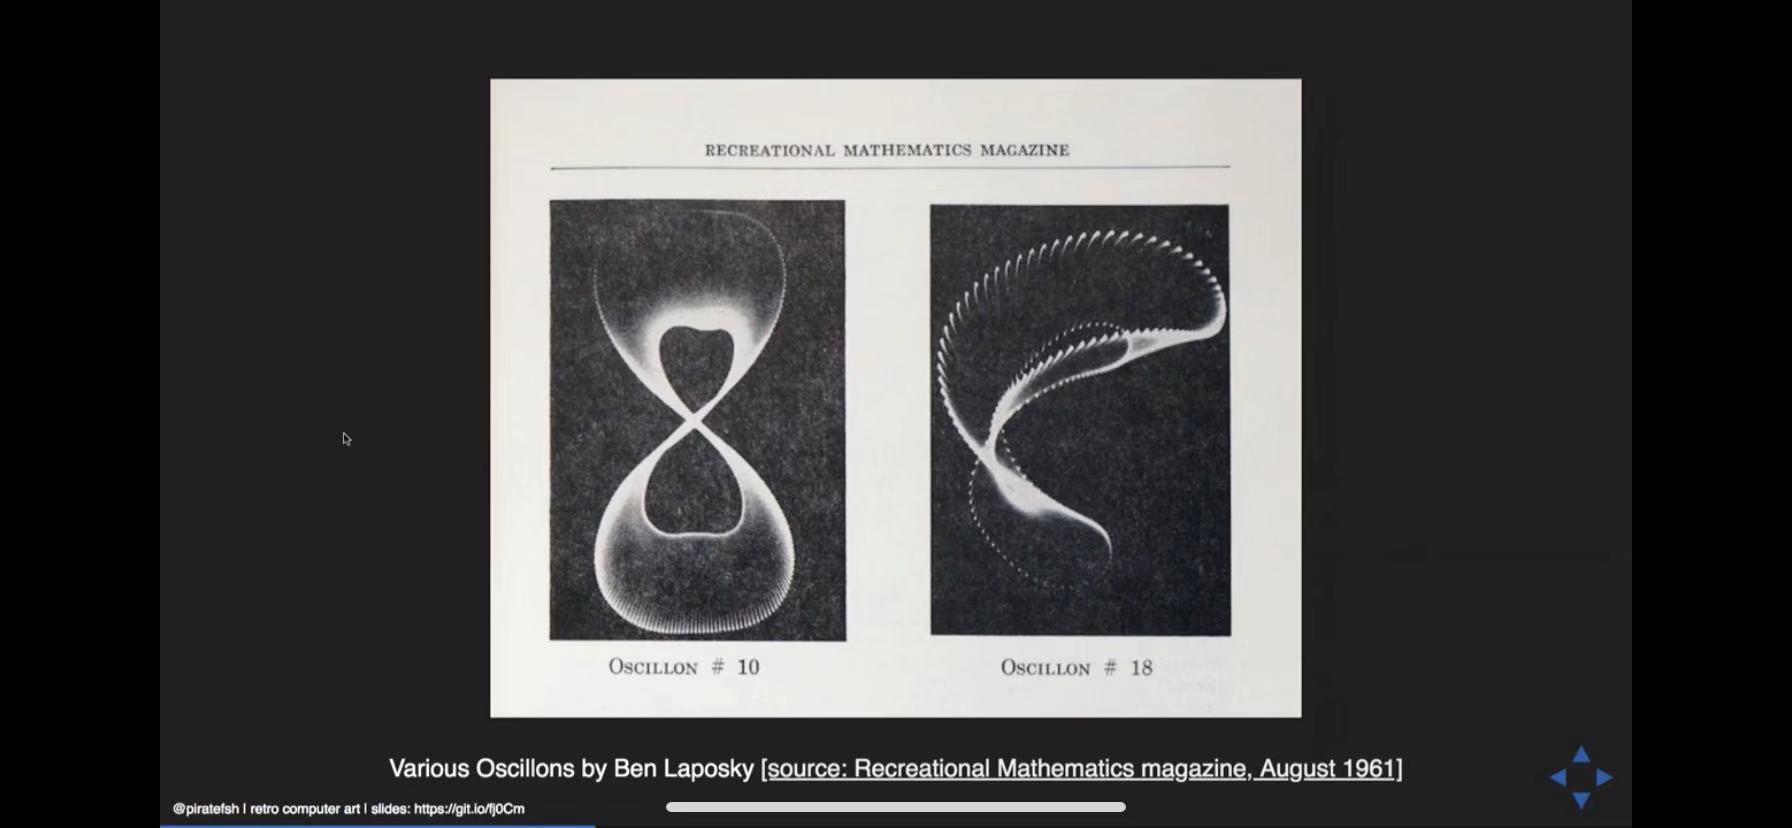 RECREATIONAL MATHEMATICS MAGAZINE
OSCILLON # 10
OSCILLON # 18
Various Oscillons by Ben Laposky [source: Recreational Mathematics magazine, August 1961]
@piratefsh | retro computer art | slides: https://git.io/fj0Cm